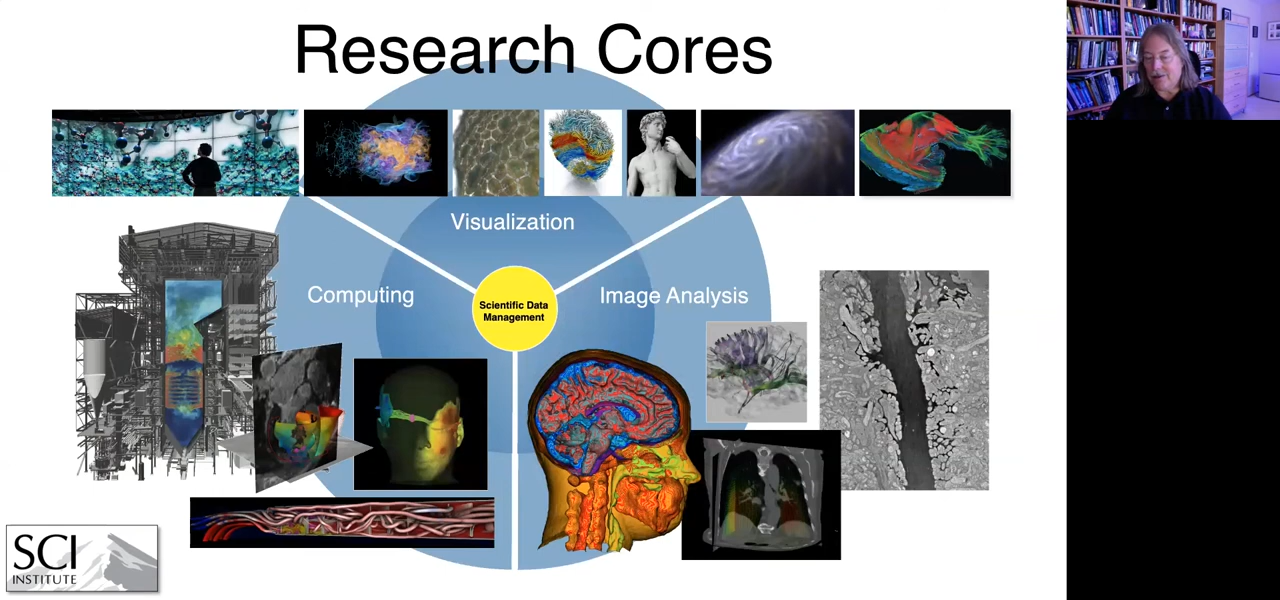 Research Cores
Visualization
Computing
Image Analysis
Scientific Data
Management
SCI
INSTITUTE